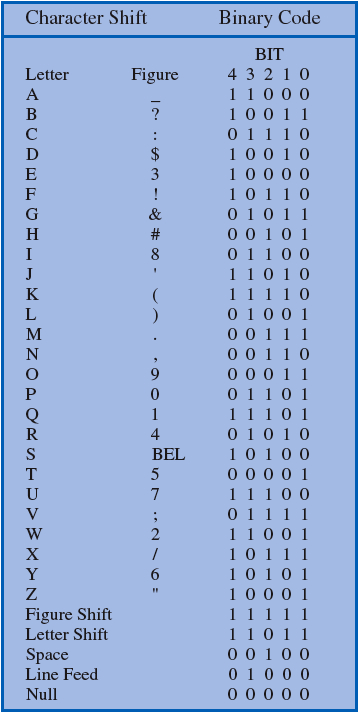 Character Shift Binary Code
BIT
Letter Figure 4 3 2 1 0
A _ 1 1 0 0 0
B ? 1 0 0 1 1
C : 0 1 1 1 0
D $ 1 0 0 1 0
E 3 1 0 0 0 0
F ! 1 0 1 1 0
G & 0 1 0 1 1
H # 0 0 1 0 1
I 8 0 1 1 0 0
J ' 1 1 0 1 0
K ( 1 1 1 1 0
L ) 0 1 0 0 1
M . 0 0 1 1 1
N , 0 0 1 1 0
O 9 0 0 0 1 1
P 0 0 1 1 0 1
Q 1 1 1 1 0 1
R 4 0 1 0 1 0
S BEL 1 0 1 0 0
T 5 0 0 0 0 1
U 7 1 1 1 0 0
V ; 0 1 1 1 1
W 2 1 1 0 0 1
X / 1 0 1 1 1
Y 6 1 0 1 0 1
Z " 1 0 0 0 1
Figure Shift 1 1 1 1 1
Letter Shift 1 1 0 1 1
Space 0 0 1 0 0
Line Feed 0 1 0 0 0
Null 0 0 0 0 0